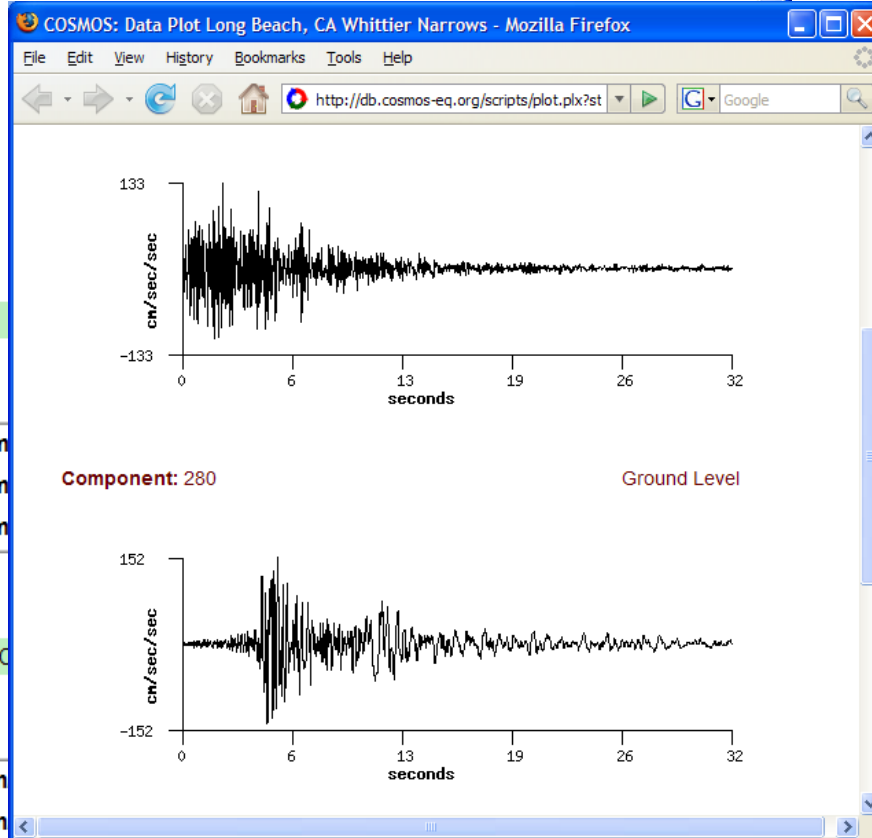 COSMOS: Data Plot Long Beach, CA Whittier Narrows - Mozilla Firefox
File Edit View History Bookmarks Tools Help
http://db.cosmos-eq.org/scripts/plot.plx?st G Google
133
cm/sec/sec
-133
0 6 13 19 26 32
seconds
Component: 280 Ground Level
152
cm/sec/sec
-152
0 6 13 19 26 32
seconds